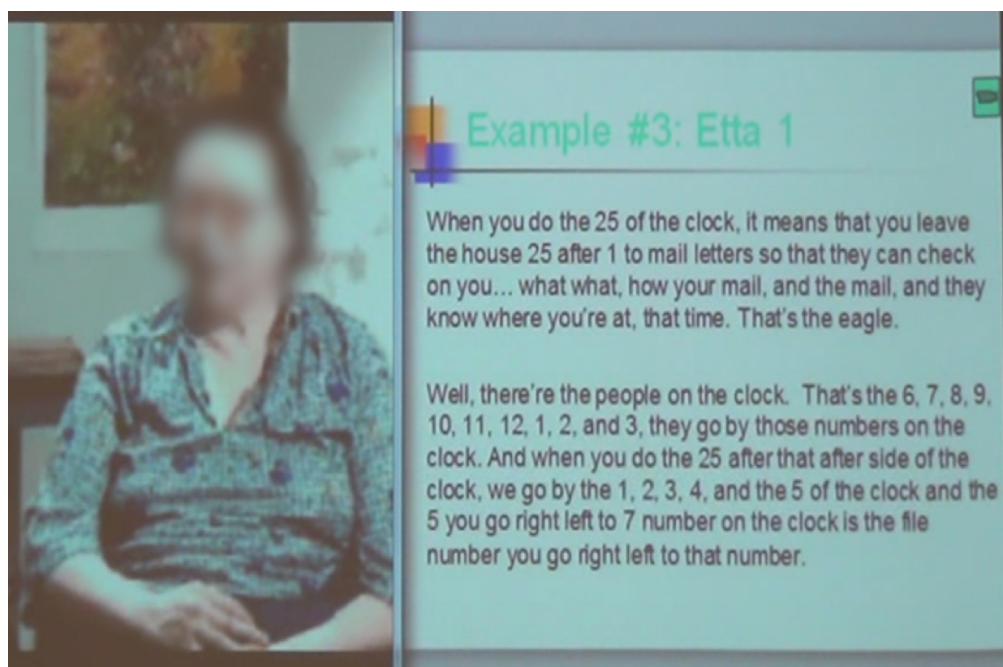 Example #3: Etta 1
When you do the 25 of the clock, it means that you leave
the house 25 after 1 to mail letters so that they can check
on you... what what, how your mail, and the mail, and they
know where you're at, that time. That's the eagle.
Well, there're the people on the clock. That's the 6, 7, 8, 9,
10, 11, 12, 1, 2, and 3, they go by those numbers on the
clock. And when you do the 25 after that after side of the
clock, we go by the 1, 2, 3, 4, and the 5 of the clock and the
5 you go right left to 7 number on the clock is the file
number you go right left to that number.